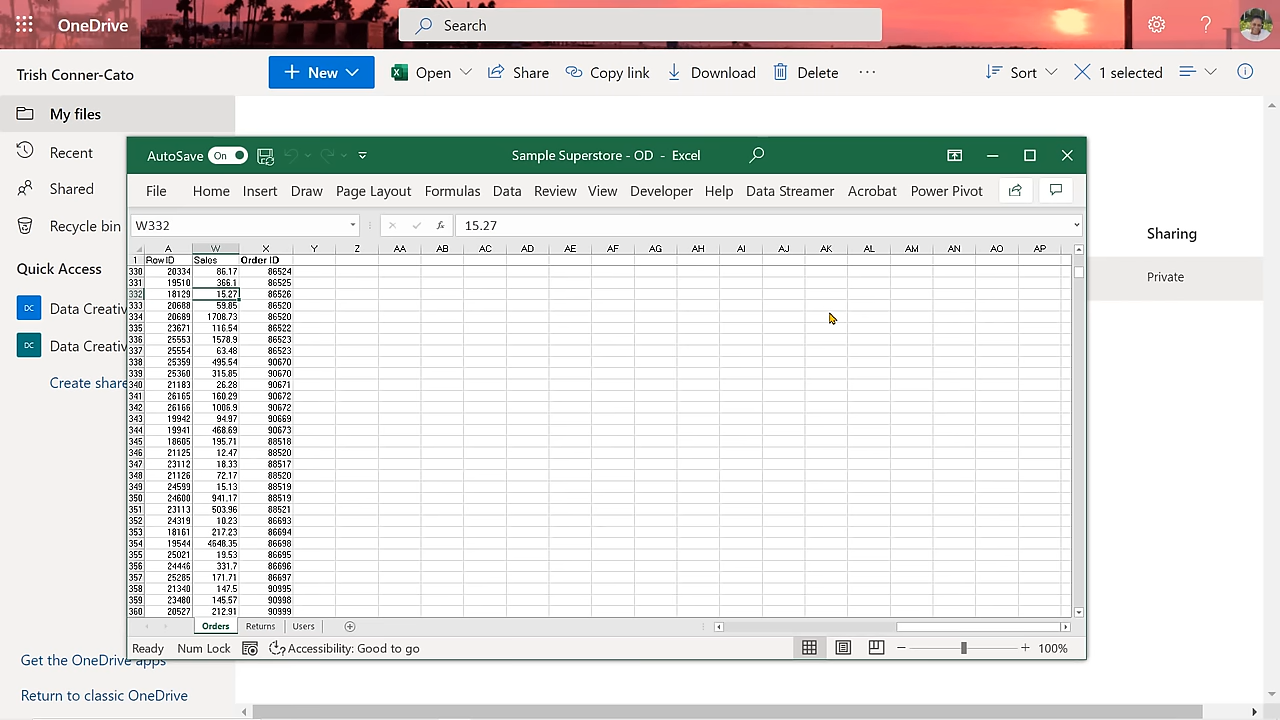 OneDrive
Search
Trish Conner-Cato
New
Open
Share
Copy link
Download
Delete
Sort
1 selected
My files
Recent
Shared
Recycle bin
Quick Access
DC Data Creativ
DC Data Creativ
Create share
Get the OneDrive apps
Return to classic OneDrive
Sharing
Private
AutoSave On
Sample Superstore - OD - Excel
File Home Insert Draw Page Layout Formulas Data Review View Developer Help Data Streamer Acrobat Power Pivot
W332 fx 15.27
A W X Y Z AA AB AC AD AE AF AG AH AI AJ AK AL AM AN AO AP
1 Row ID Sales Order ID
330 20334 86.17 86524
331 19510 366.1 86525
332 18129 15.27 86526
333 20688 59.85 86520
334 20689 1708.73 86520
335 23671 116.54 86522
336 25553 1578.9 86523
337 25554 63.48 86523
338 25359 495.54 90670
339 25360 315.85 90670
340 21183 26.28 90671
341 26165 160.29 90672
342 26166 1006.9 90672
343 19942 94.97 90669
344 19941 468.69 90673
345 18605 195.71 88518
346 21125 12.47 88520
347 23112 18.33 88517
348 21126 72.17 88520
349 24599 15.13 88519
350 24600 941.17 88519
351 23113 503.96 88521
352 24319 10.23 86693
353 18161 217.23 86694
354 19544 4648.35 86698
355 25021 19.53 86695
356 24446 331.7 86696
357 25285 171.71 86697
358 21340 147.5 90995
359 23480 145.57 90998
360 20527 212.91 90999
Orders Returns Users
Ready Num Lock Accessibility: Good to go 100%